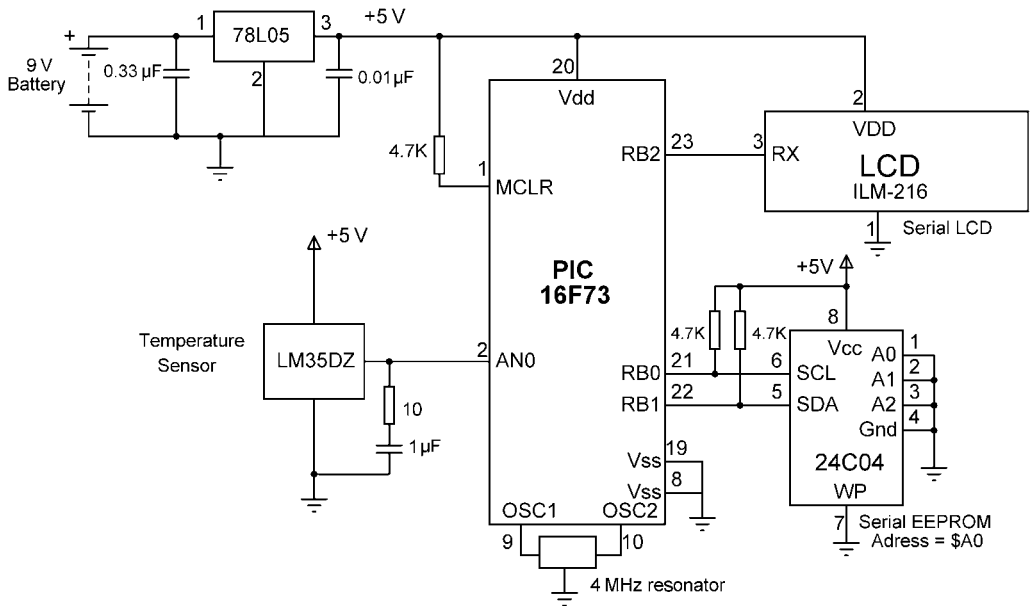 +5 V
1
78L05
3
2
+
9 V
Battery
0.33 µF
0.01µF
4.7K
20
Vdd
1
MCLR
RB2
23
3
RX
2
VDD
LCD
ILM-216
1
Serial LCD
+5 V
Temperature
Sensor
LM35DZ
2
AN0
10
1µF
PIC
16F73
+5V
4.7K
4.7K
8
Vcc
RB0
21
6
SCL
RB1
22
5
SDA
A0
1
A1
2
A2
3
Gnd
4
24C04
WP
7
Serial EEPROM
Adress = $A0
Vss
19
Vss
8
OSC1
OSC2
9
10
4 MHz resonator